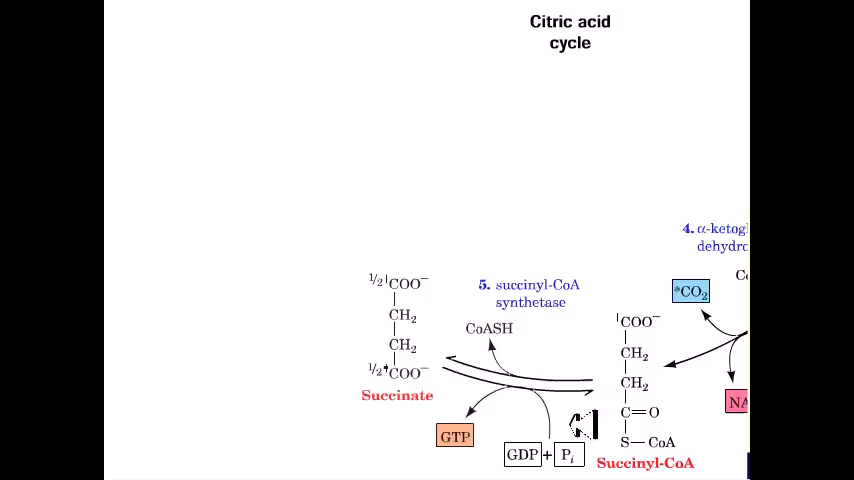 Citric acid
cycle
4. α-ketogl
dehydro
*CO₂
NA
5. succinyl-CoA
synthetase
CoASH
1/2 COO⁻
CH₂
CH₂
1/2 *COO⁻
Succinate
GTP
GDP + Pᵢ
COO⁻
CH₂
CH₂
C=O
S—CoA
Succinyl-CoA